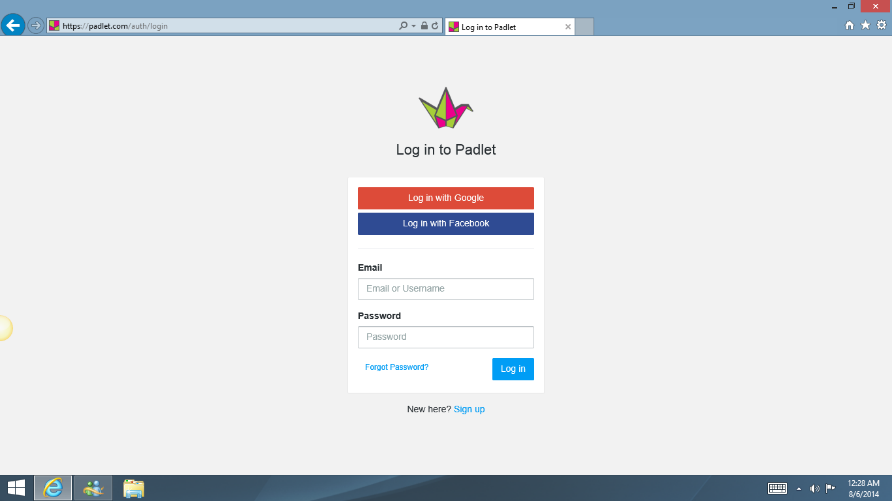 https://padlet.com/auth/login
Log in to Padlet
Log in to Padlet
Log in with Google
Log in with Facebook
Email
Email or Username
Password
Password
Forgot Password?
Log in
New here? Sign up
12:28 AM
8/6/2014